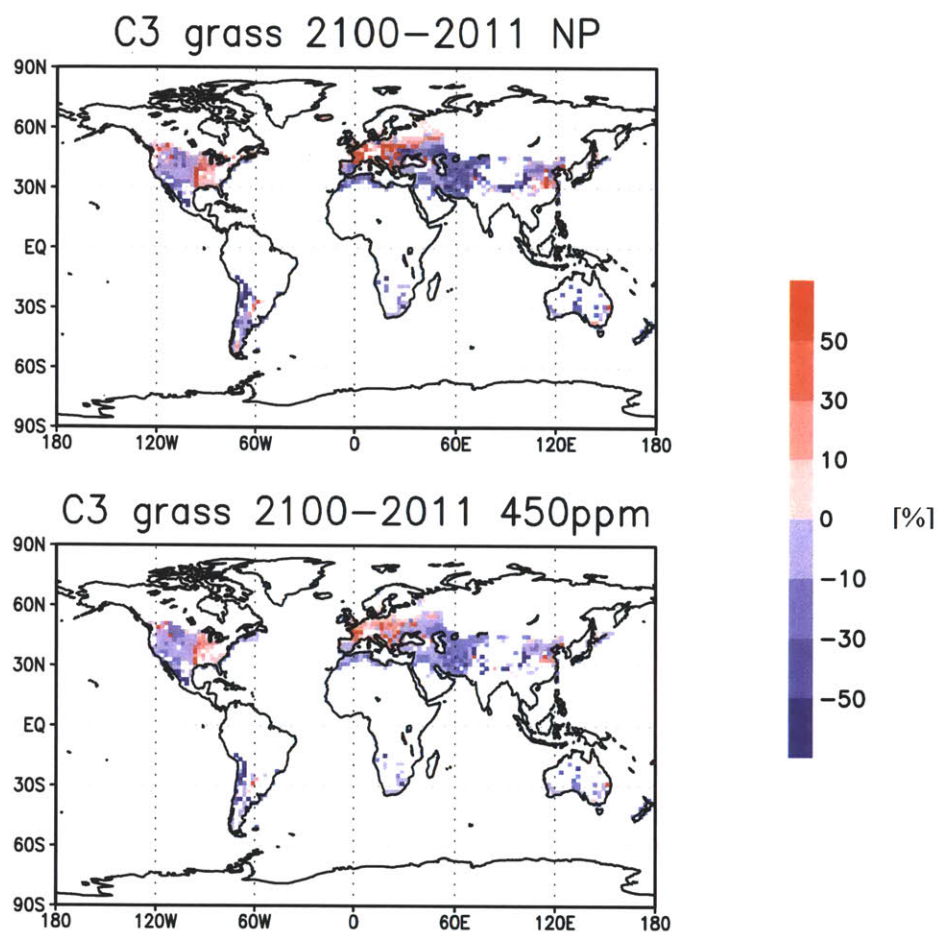 C3 grass 2100-2011 NP
90N
60N
30N
EQ
30S
60S
90S
180 120W 60W 0 60E 120E 180
C3 grass 2100-2011 450ppm
90N
60N
30N
EQ
30S
60S
90S
180 120W 60W 0 60E 120E 180
50
30
10
0
-10
-30
-50
[%]